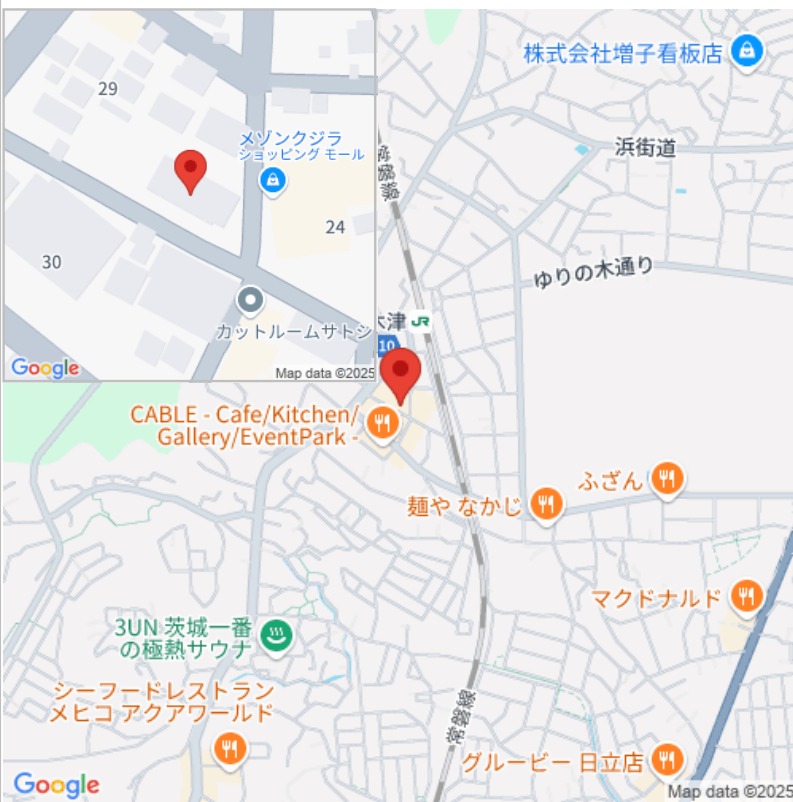 29
メゾンクジラ
ショッピング モール
24
30
カットルームサトシ
Google
Map data ©2025
株式会社増子看板店
浜街道
常磐線
ゆりの木通り
木津
JR
10
CABLE - Cafe/Kitchen/
Gallery/EventPark -
ふざん
麺や なかじ
マクドナルド
3UN 茨城一番
の極熱サウナ
シーフードレストラン
メヒコ アクアワールド
常磐線
グルービー 日立店
Google
Map data ©2025